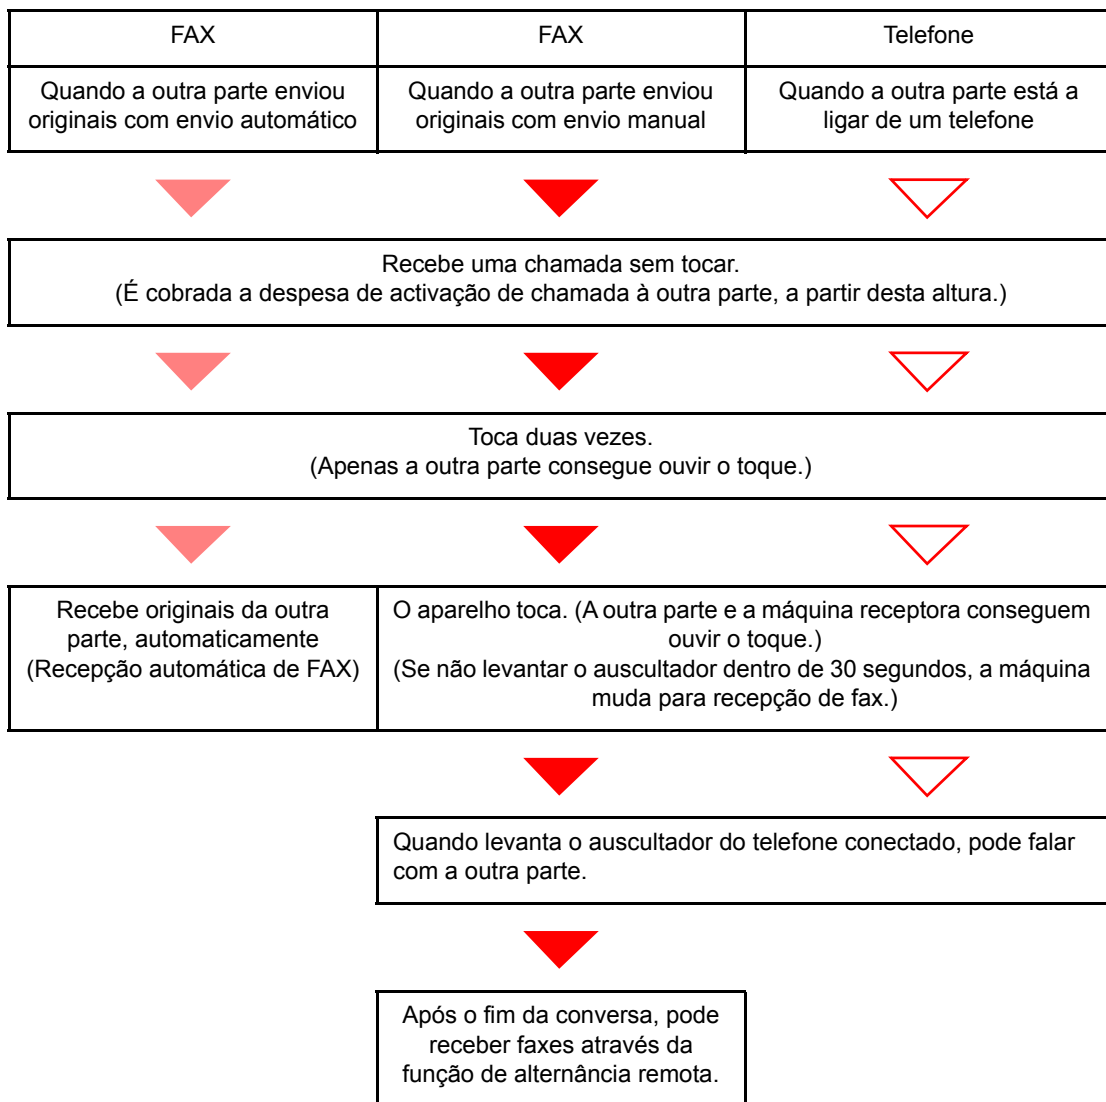 FAX
FAX
Telefone
Quando a outra parte enviou
originais com envio automático
Quando a outra parte enviou
originais com envio manual
Quando a outra parte está a
ligar de um telefone
Recebe uma chamada sem tocar.
(É cobrada a despesa de activação de chamada à outra parte, a partir desta altura.)
Toca duas vezes.
(Apenas a outra parte consegue ouvir o toque.)
Recebe originais da outra
parte, automaticamente
(Recepção automática de FAX)
O aparelho toca. (A outra parte e a máquina receptora conseguem
ouvir o toque.)
(Se não levantar o auscultador dentro de 30 segundos, a máquina
muda para recepção de fax.)
Quando levanta o auscultador do telefone conectado, pode falar
com a outra parte.
Após o fim da conversa, pode
receber faxes através da
função de alternância remota.